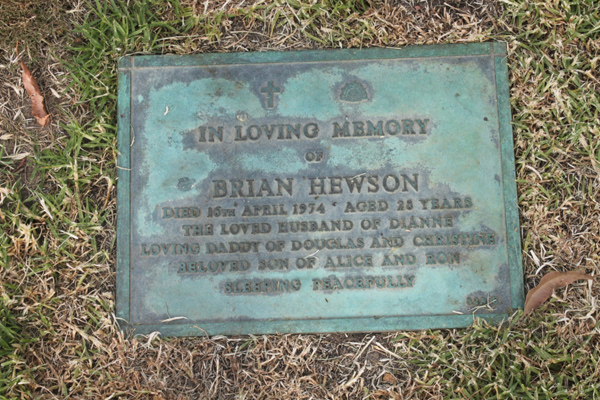 IN LOVING MEMORY
OF
BRIAN HEWSON
DIED 16TH APRIL 1974 AGED 28 YEARS
THE LOVED HUSBAND OF DIANNE
LOVING DADDY OF DOUGLAS AND CHRISTINE
BELOVED SON OF ALICE AND RON
SLEEPING PEACEFULLY